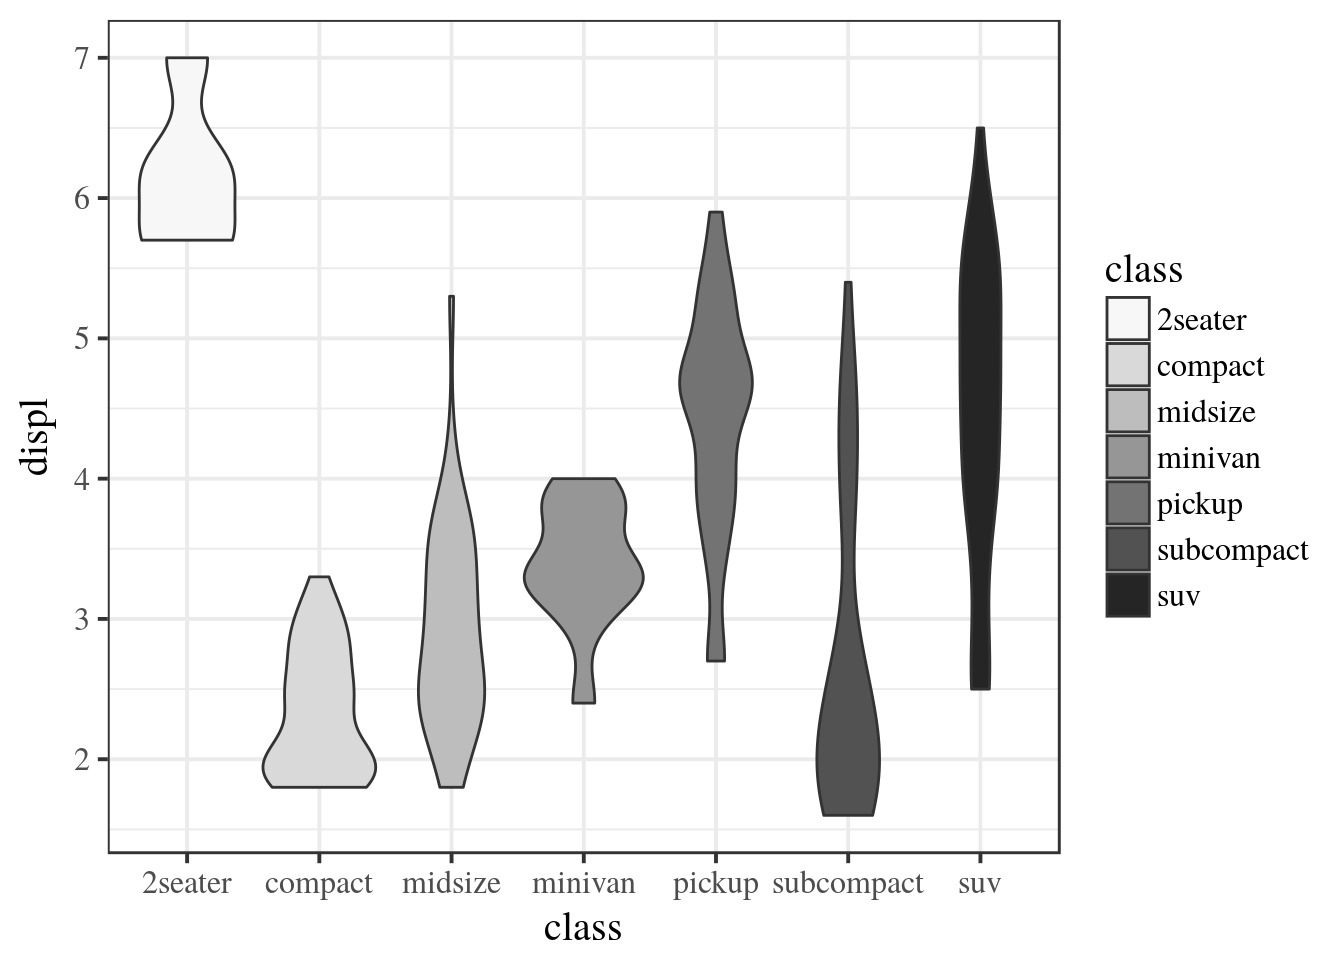 7
6
5
4
3
2
displ
2seater compact midsize minivan pickup subcompact suv
class
class
2seater
compact
midsize
minivan
pickup
subcompact
suv